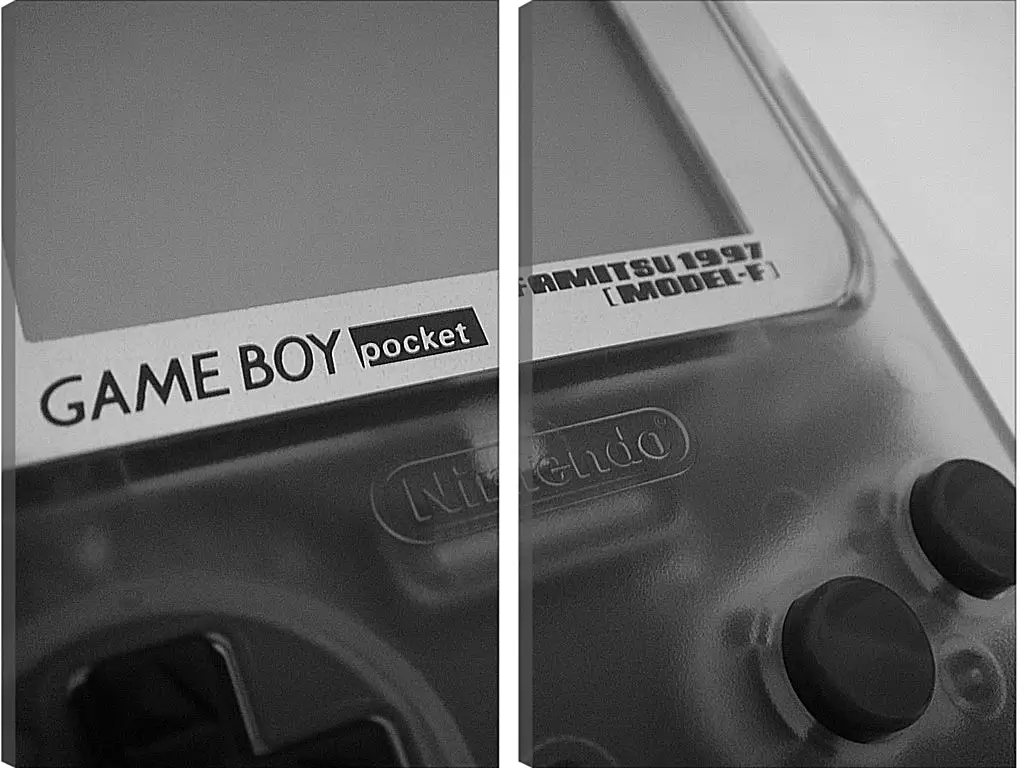 GAME BOY pocket
FAMITSU 1997
[MODEL-F]
Nintendo®